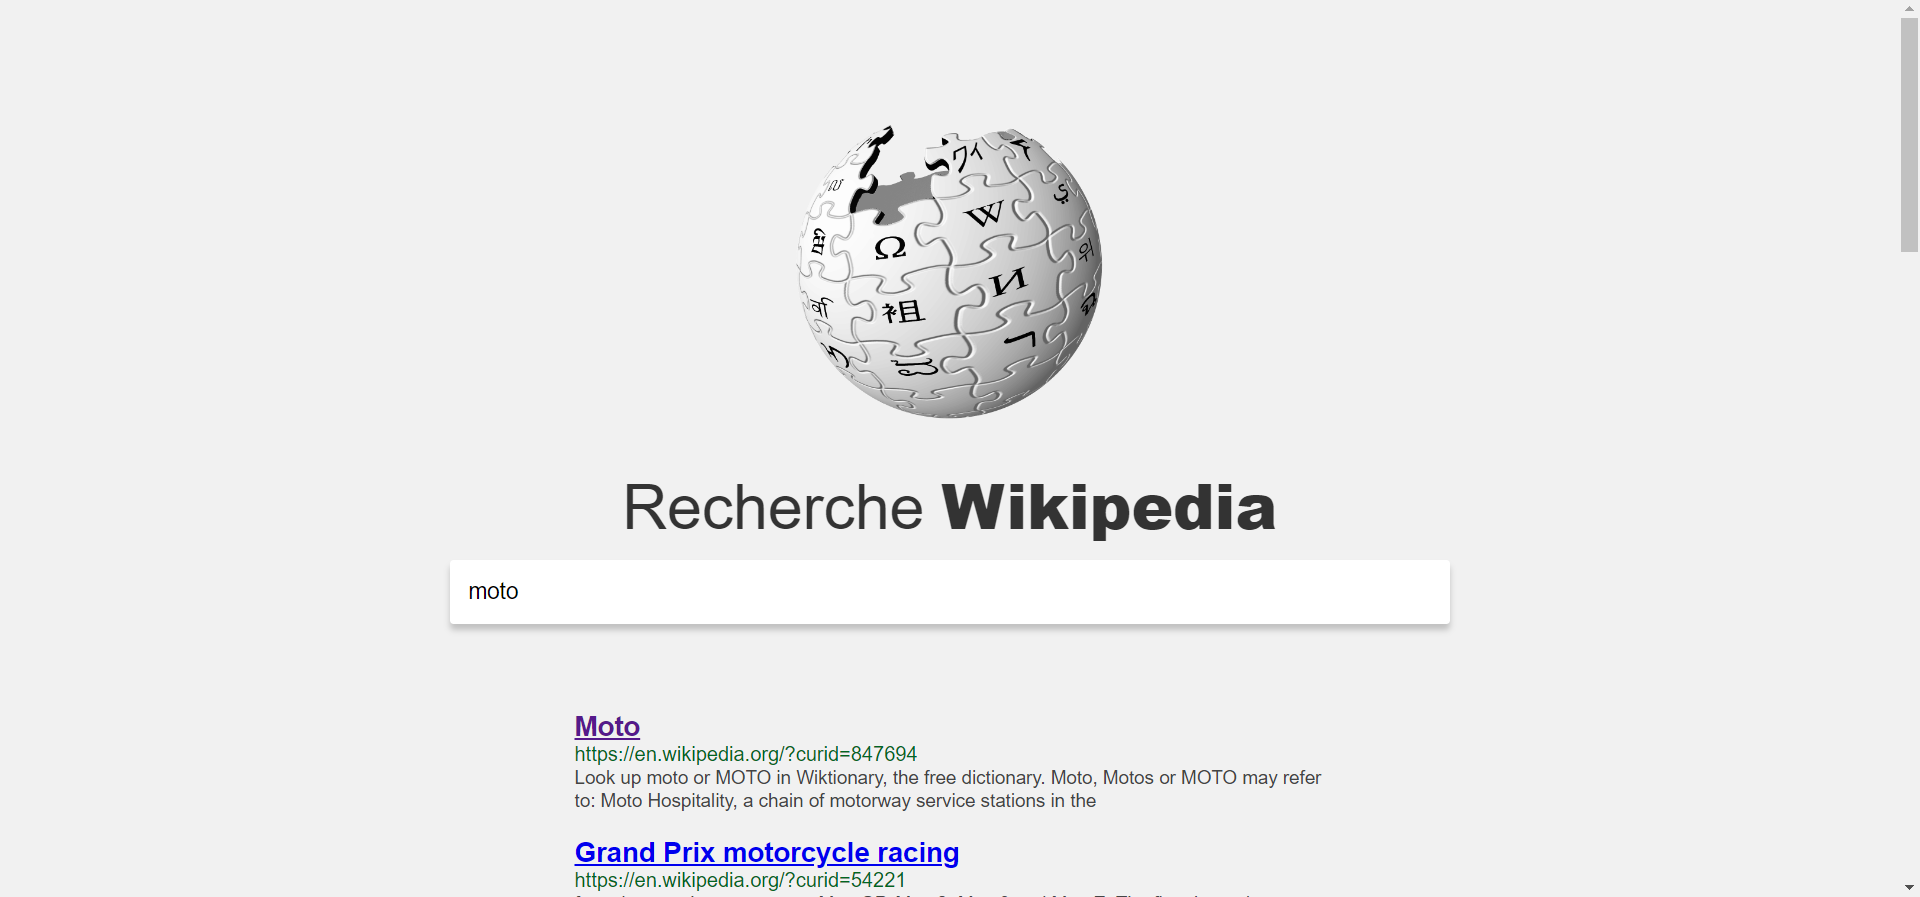 Ω
W
И
祖
Recherche Wikipedia
moto
Moto
https://en.wikipedia.org/?curid=847694
Look up moto or MOTO in Wiktionary, the free dictionary. Moto, Motos or MOTO may refer
to: Moto Hospitality, a chain of motorway service stations in the
Grand Prix motorcycle racing
https://en.wikipedia.org/?curid=54221